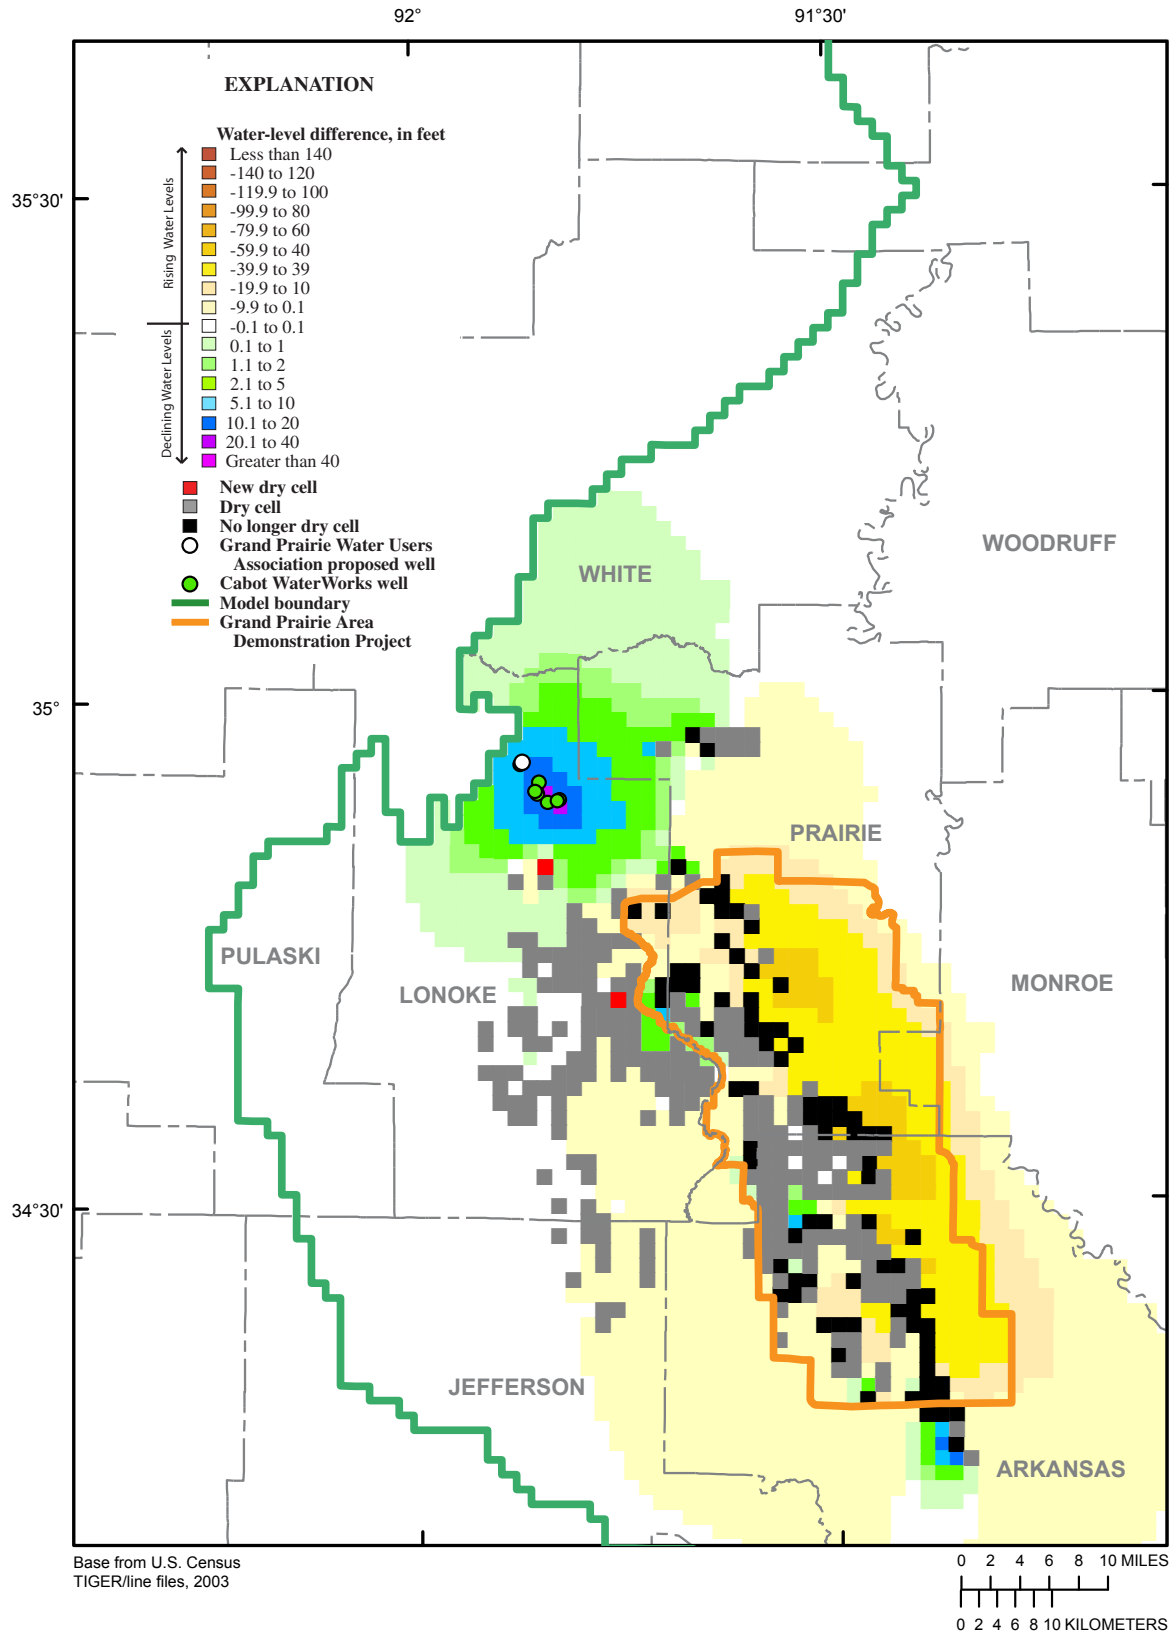 92°
91°30'
EXPLANATION
Water-level difference, in feet
Less than 140
-140 to 120
-119.9 to 100
-99.9 to 80
-79.9 to 60
-59.9 to 40
-39.9 to 39
-19.9 to 10
-9.9 to 0.1
-0.1 to 0.1
0.1 to 1
1.1 to 2
2.1 to 5
5.1 to 10
10.1 to 20
20.1 to 40
Greater than 40
Rising Water Levels
Declining Water Levels
New dry cell
Dry cell
No longer dry cell
Grand Prairie Water Users
Association proposed well
Cabot WaterWorks well
Model boundary
Grand Prairie Area
Demonstration Project
35°30'
35°
34°30'
WOODRUFF
WHITE
PRAIRIE
PULASKI
LONOKE
MONROE
JEFFERSON
ARKANSAS
Base from U.S. Census
TIGER/line files, 2003
0 2 4 6 8 10 MILES
0 2 4 6 8 10 KILOMETERS